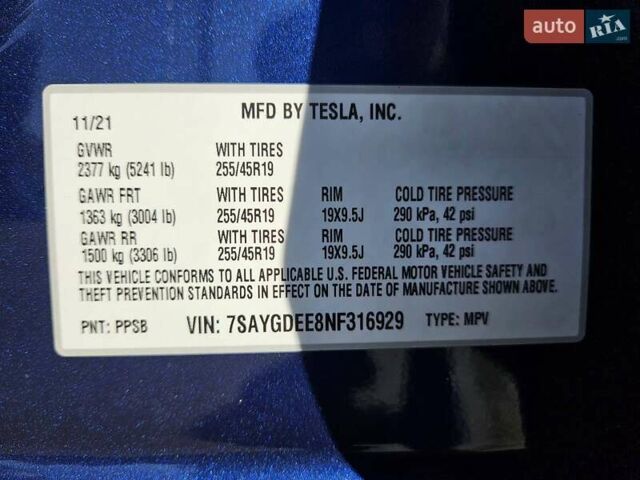 auto RIA
.com
MFD BY TESLA, INC.
11/21
GVWR WITH TIRES
2377 kg (5241 lb) 255/45R19
GAWR FRT WITH TIRES RIM COLD TIRE PRESSURE
1363 kg (3004 lb) 255/45R19 19X9.5J 290 kPa, 42 psi
GAWR RR WITH TIRES RIM COLD TIRE PRESSURE
1500 kg (3306 lb) 255/45R19 19X9.5J 290 kPa, 42 psi
THIS VEHICLE CONFORMS TO ALL APPLICABLE U.S. FEDERAL MOTOR VEHICLE SAFETY AND
THEFT PREVENTION STANDARDS IN EFFECT ON THE DATE OF MANUFACTURE SHOWN ABOVE.
PNT: PPSB VIN: 7SAYGDEE8NF316929 TYPE: MPV